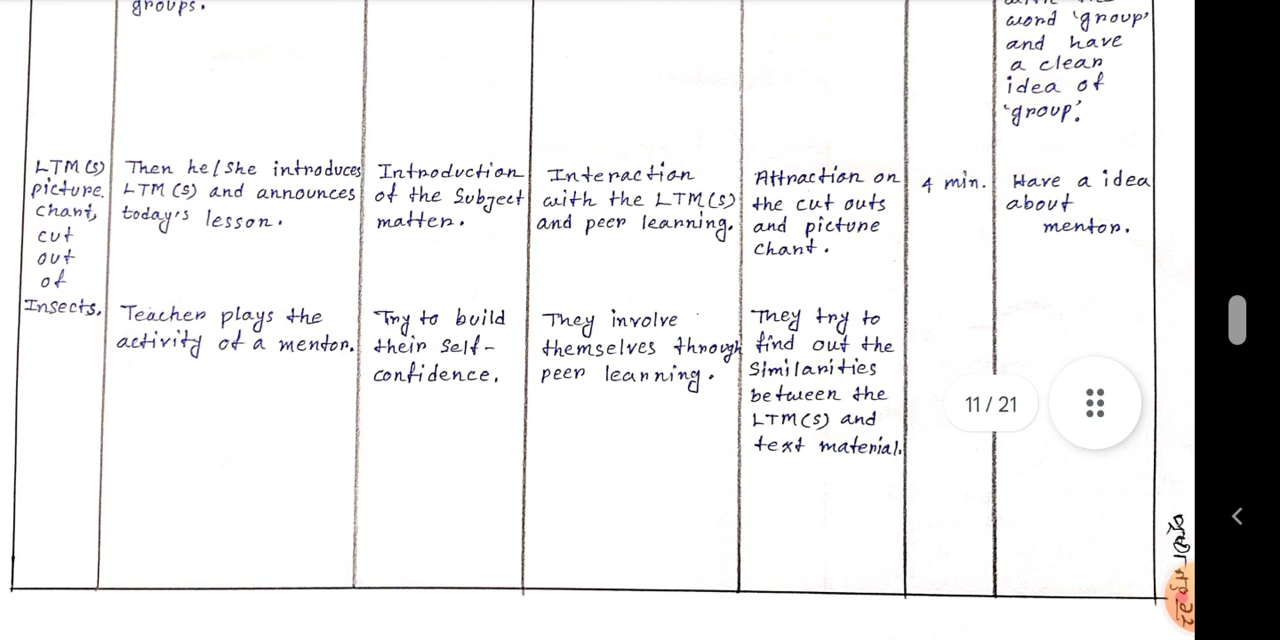 groups.
word 'group'
and have
a clear
idea of
'group'.
LTM(s)
picture.
chart,
cut
out
of
Insects.
Then he/She introduces
LTM(s) and announces
today's lesson.
Introduction
of the Subject
matter.
Interaction
with the LTM(s)
and peer learning.
Attraction on
the cut outs
and picture
chart.
4 min.
Have a idea
about
mentor.
Teacher plays the
activity of a mentor.
Try to build
their self-
confidence.
They involve
themselves through
peer learning.
They try to
find out the
similarities
between the
LTM(s) and
text material.
11 / 21